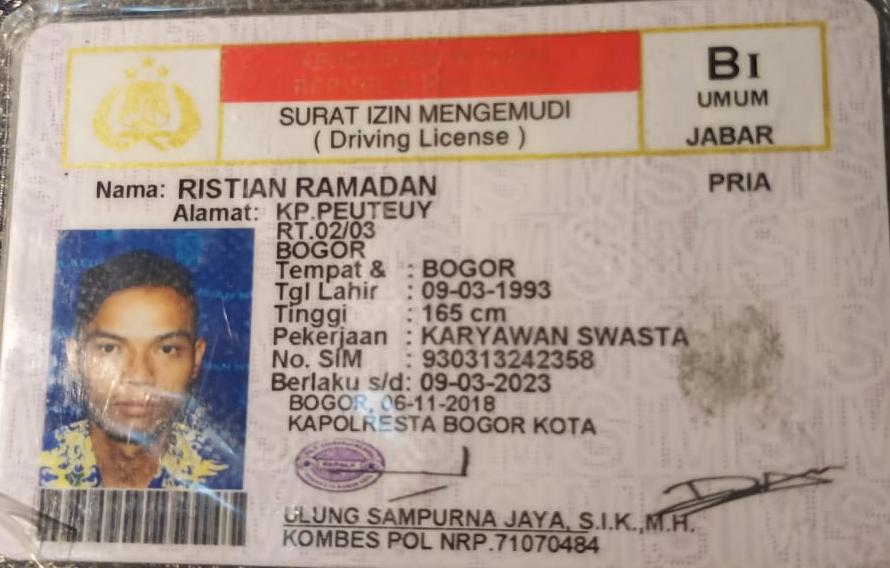 SURAT IZIN MENGEMUDI
( Driving License )
BI
UMUM
JABAR
Nama: RISTIAN RAMADAN
PRIA
Alamat: KP.PEUTEUY
RT.02/03
BOGOR
Tempat & : BOGOR
Tgl Lahir : 09-03-1993
Tinggi : 165 cm
Pekerjaan : KARYAWAN SWASTA
No. SIM : 930313242358
Berlaku s/d: 09-03-2023
BOGOR, 06-11-2018
KAPOLRESTA BOGOR KOTA
ULUNG SAMPURNA JAYA, S.I.K.,M.H.
KOMBES POL NRP.71070484